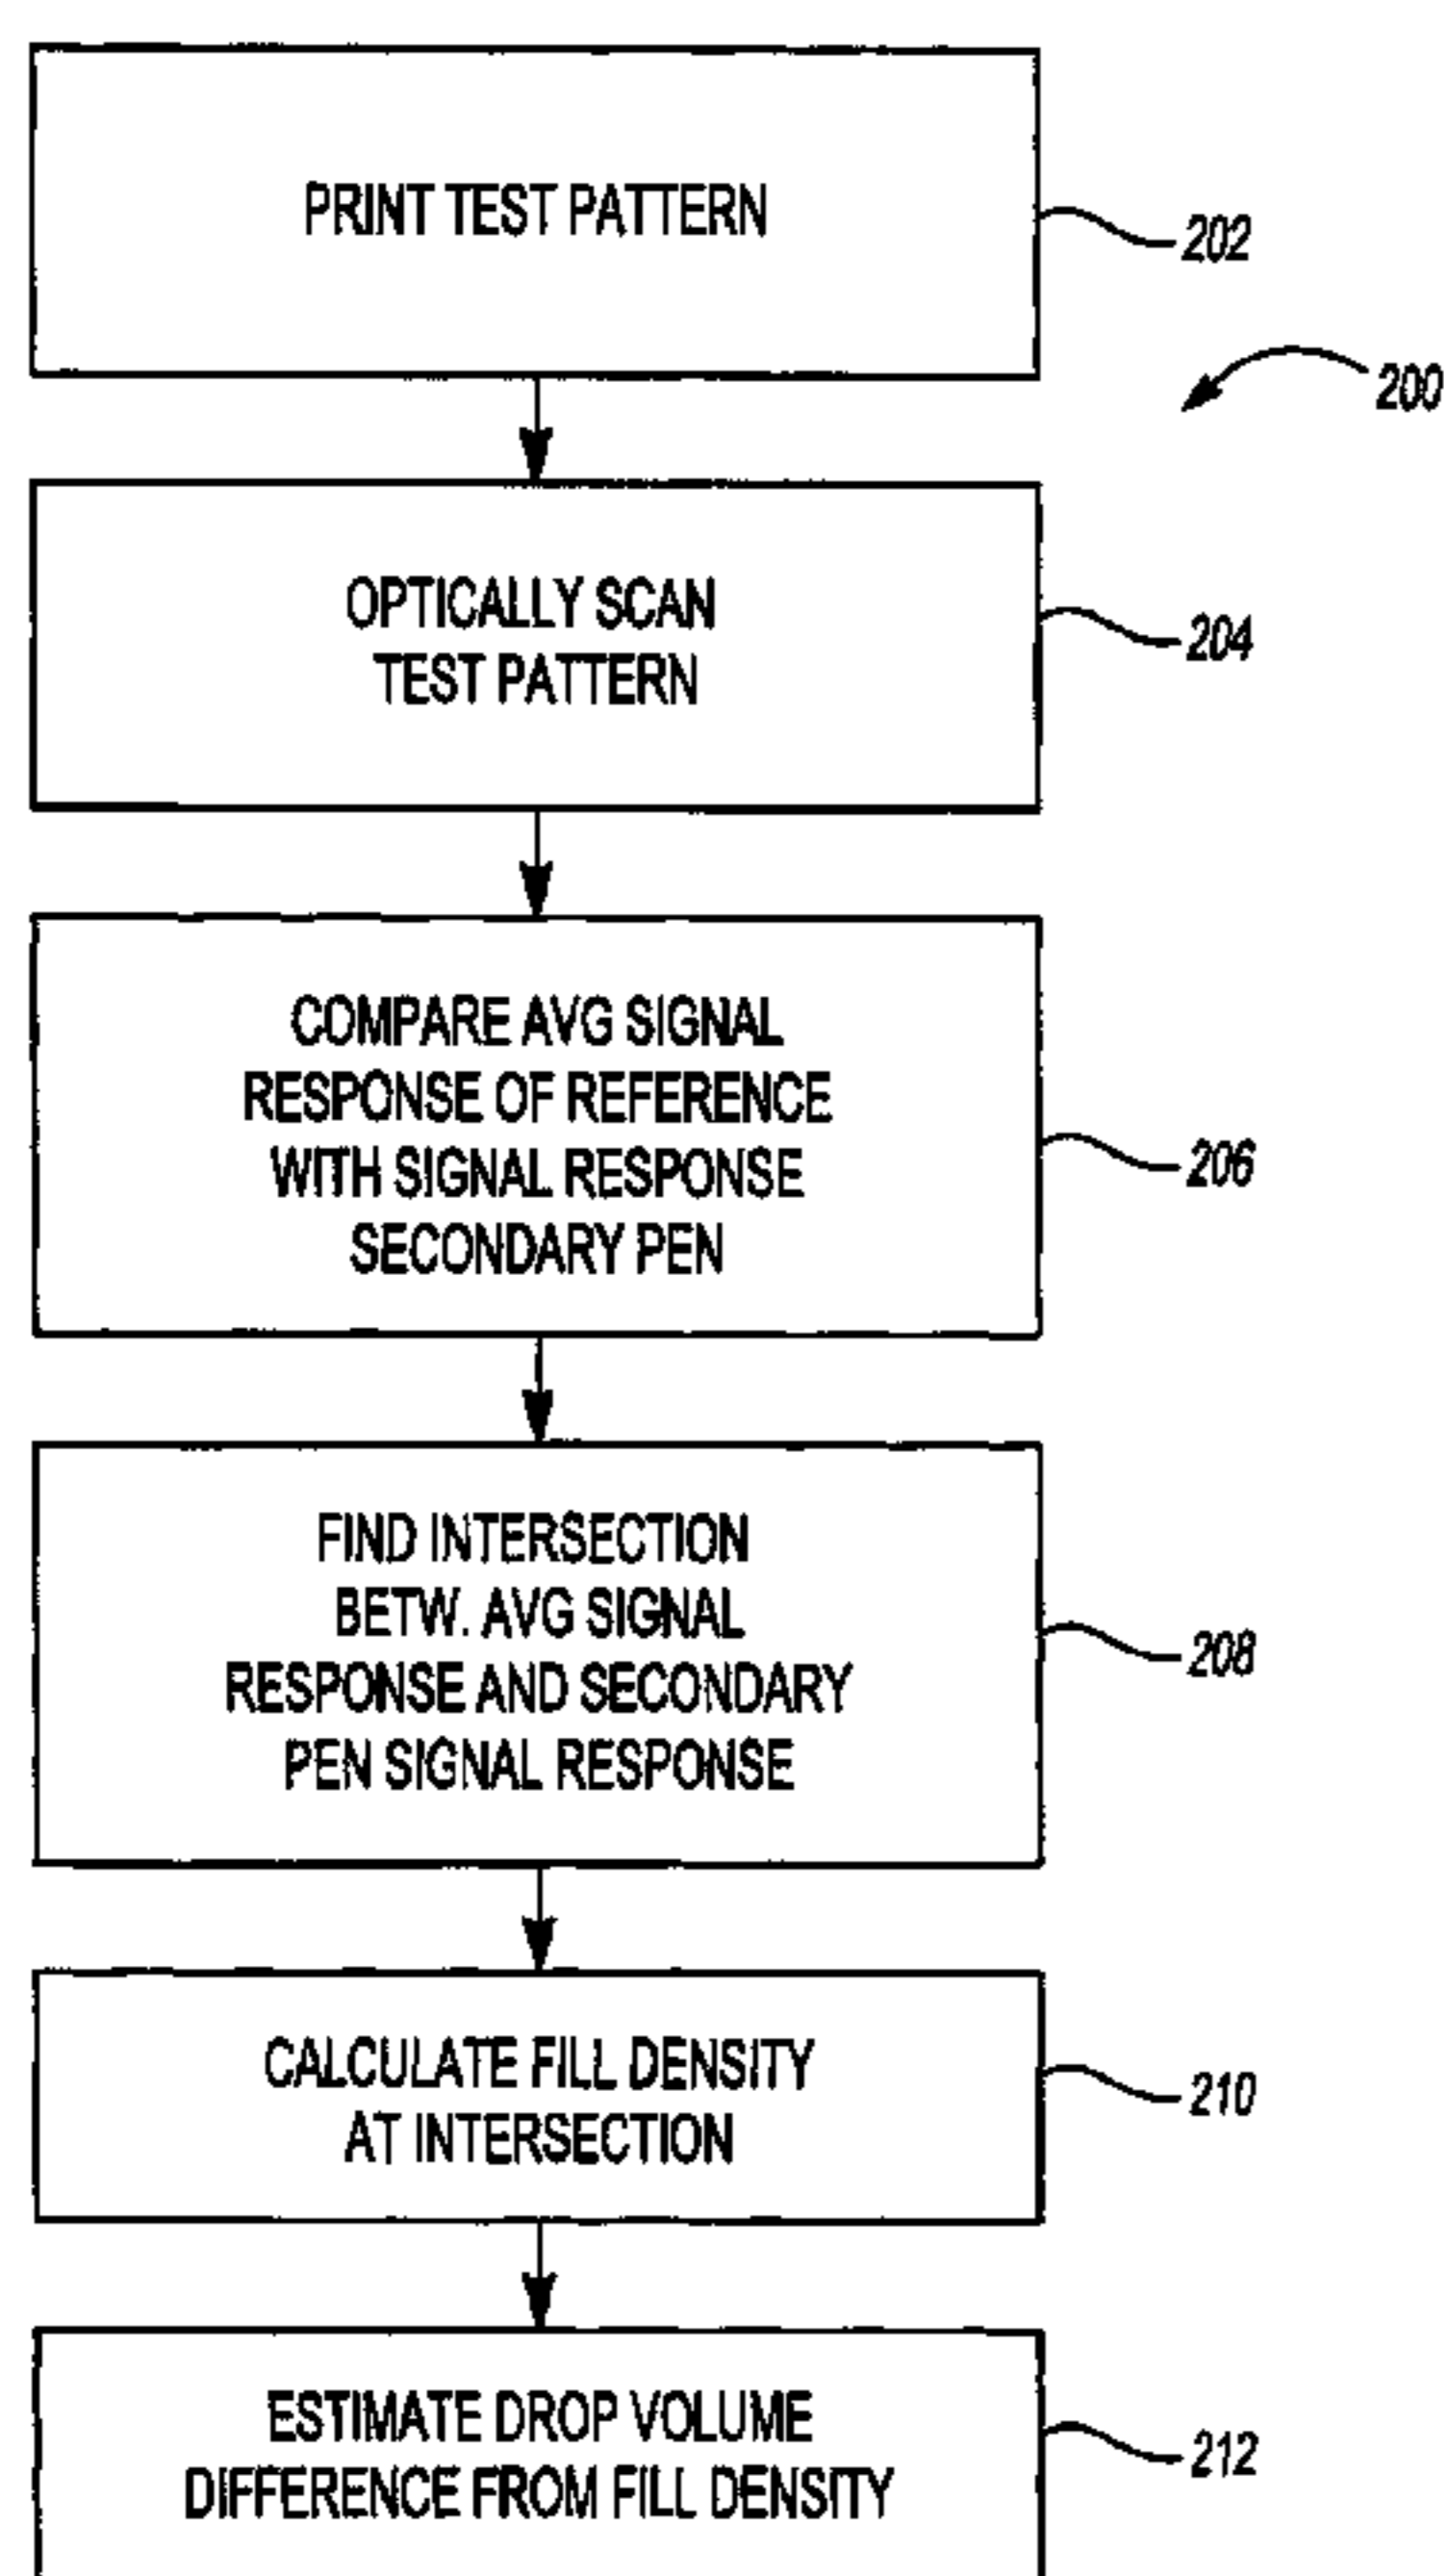 PRINT TEST PATTERN
202
200
OPTICALLY SCAN
TEST PATTERN
204
COMPARE AVG SIGNAL
RESPONSE OF REFERENCE
WITH SIGNAL RESPONSE
SECONDARY PEN
206
FIND INTERSECTION
BETW. AVG SIGNAL
RESPONSE AND SECONDARY
PEN SIGNAL RESPONSE
208
CALCULATE FILL DENSITY
AT INTERSECTION
210
ESTIMATE DROP VOLUME
DIFFERENCE FROM FILL DENSITY
212